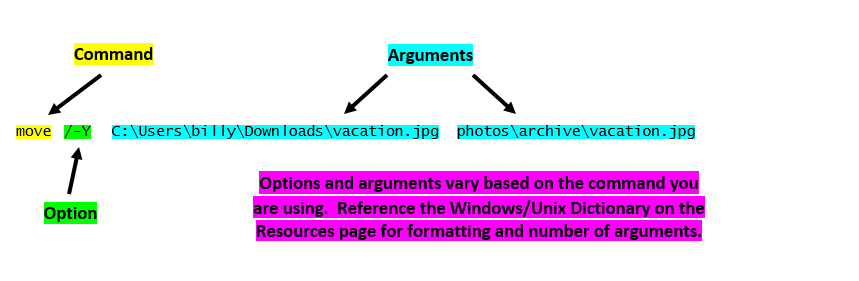 Command
Arguments
move /-Y C:\Users\billy\Downloads\vacation.jpg photos\archive\vacation.jpg
Option
Options and arguments vary based on the command you
are using. Reference the Windows/Unix Dictionary on the
Resources page for formatting and number of arguments.